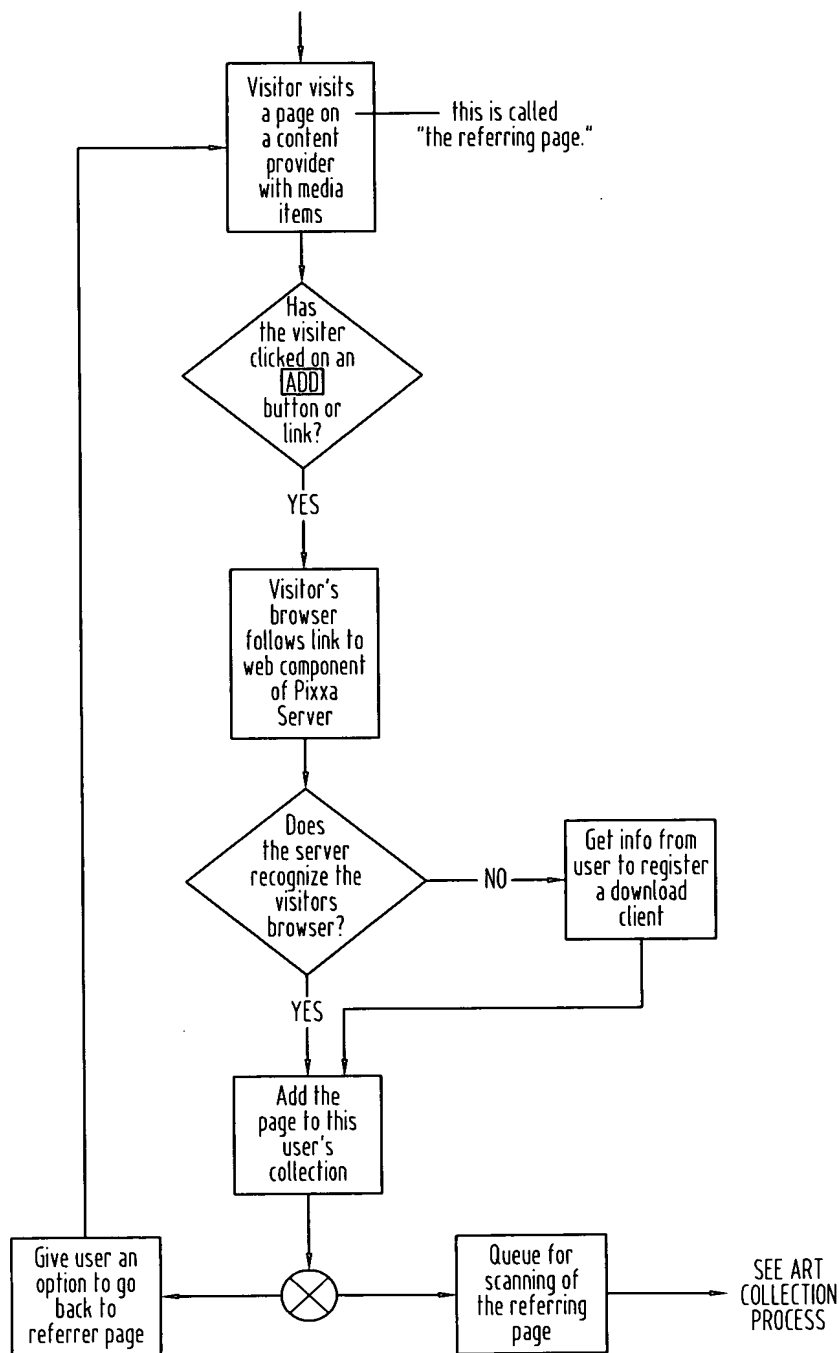 Visitor visits
a page on
a content
provider
with media
items
this is called
"the referring page."
Has
the visiter
clicked on an
ADD
button or
link?
YES
Visitor's
browser
follows link to
web component
of Pixxa
Server
Does
the server
recognize the
visitors
browser?
NO
Get info from
user to register
a download
client
YES
Add the
page to this
user's
collection
Give user an
option to go
back to
referrer page
Queue for
scanning of
the referring
page
SEE ART
COLLECTION
PROCESS